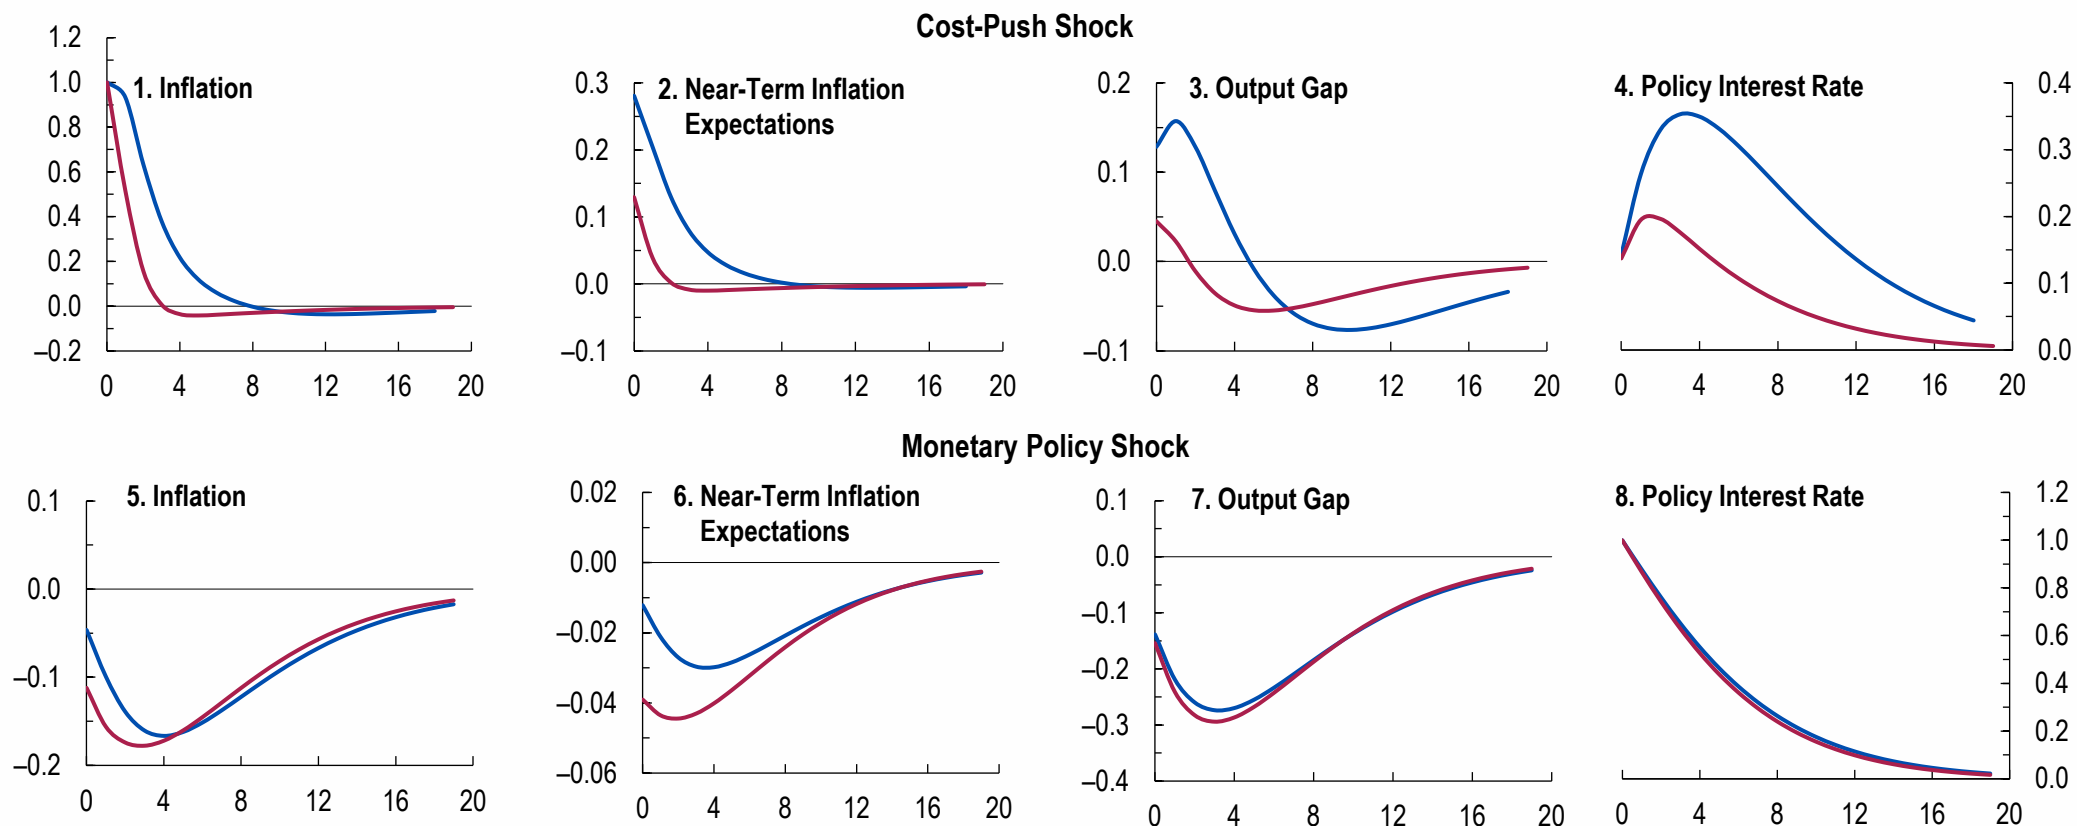 Cost-Push Shock
1. Inflation
1.2
1.0
0.8
0.6
0.4
0.2
0.0
–0.2
0 4 8 12 16 20
2. Near-Term Inflation
Expectations
0.3
0.2
0.1
0.0
–0.1
0 4 8 12 16 20
3. Output Gap
0.2
0.1
0.0
–0.1
0 4 8 12 16 20
4. Policy Interest Rate
0.4
0.3
0.2
0.1
0.0
0 4 8 12 16 20
Monetary Policy Shock
5. Inflation
0.1
0.0
–0.1
–0.2
0 4 8 12 16 20
6. Near-Term Inflation
Expectations
0.02
0.00
–0.02
–0.04
–0.06
0 4 8 12 16 20
7. Output Gap
0.1
0.0
–0.1
–0.2
–0.3
–0.4
0 4 8 12 16 20
8. Policy Interest Rate
1.2
1.0
0.8
0.6
0.4
0.2
0.0
0 4 8 12 16 20